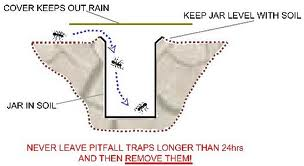 COVER KEEPS OUT RAIN
KEEP JAR LEVEL WITH SOIL
JAR IN SOIL
NEVER LEAVE PITFALL TRAPS LONGER THAN 24hrs
AND THEN REMOVE THEM!